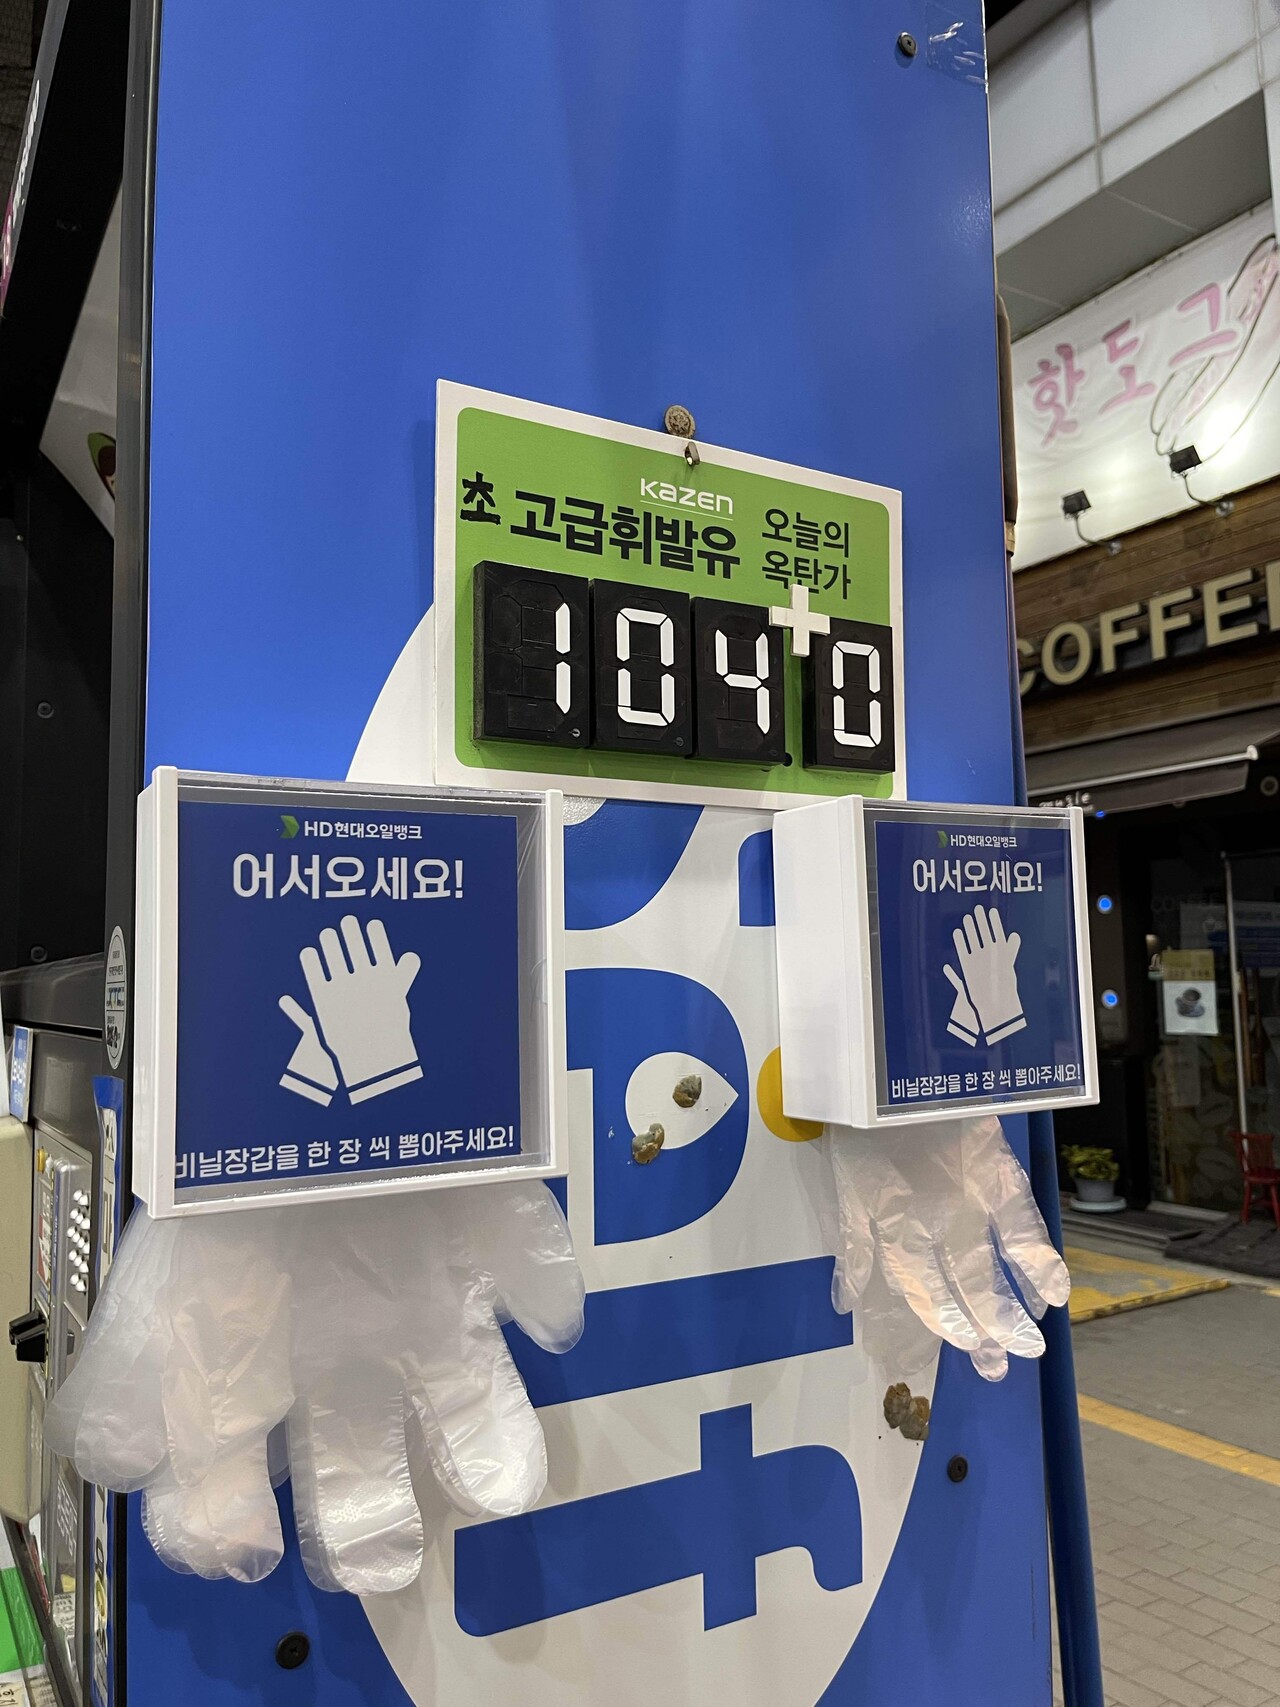 핫도그
COFFEE
KAZEN
초고급휘발유
오늘의
옥탄가
104+0
HD현대오일뱅크
어서오세요!
비닐장갑을 한 장 씩 뽑아주세요!
HD현대오일뱅크
어서오세요!
비닐장갑을 한 장 씩 뽑아주세요!